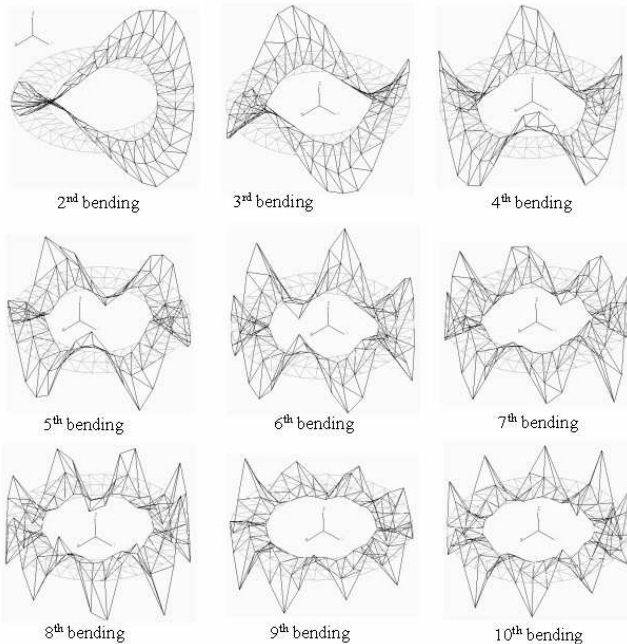 2nd bending
3rd bending
4th bending
5th bending
6th bending
7th bending
8th bending
9th bending
10th bending